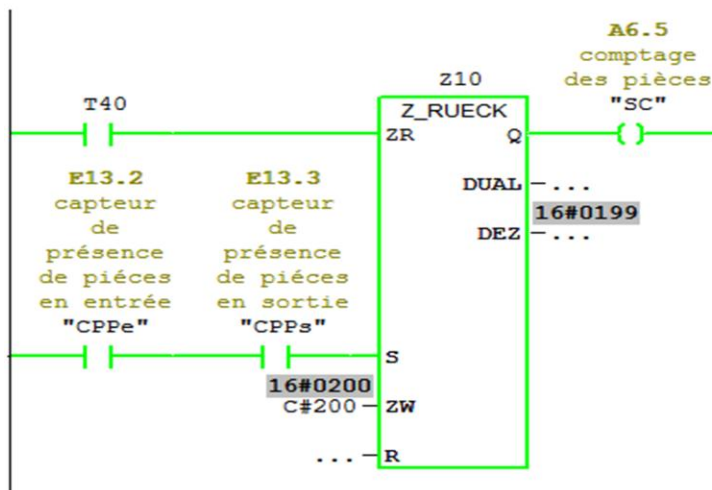 A6.5
comptage
des pièces
"SC"
Z10
Z_RUECK
T40
ZR
Q
E13.2
capteur
de
présence
de piéces
en entrée
"CPPe"
E13.3
capteur
de
présence
de piéces
en sortie
"CPPs"
DUAL ...
16#0199
DEZ ...
S
16#0200
C#200 ZW
... R